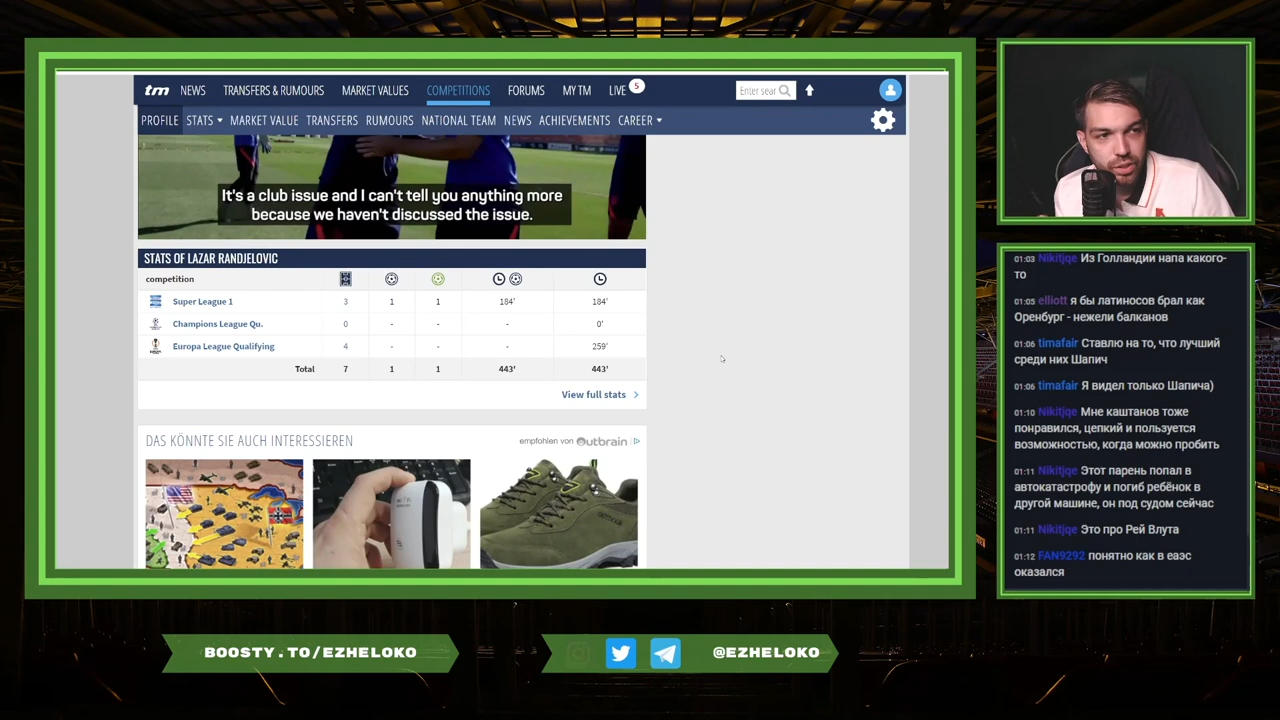 tm NEWS TRANSFERS & RUMOURS MARKET VALUES COMPETITIONS FORUMS MY TM LIVE 5 Enter sear
PROFILE STATS MARKET VALUE TRANSFERS RUMOURS NATIONAL TEAM NEWS ACHIEVEMENTS CAREER
It's a club issue and I can't tell you anything more
because we haven't discussed the issue.
STATS OF LAZAR RANDJELOVIC
competition
Super League 1 3 1 1 184' 184'
Champions League Qu. 0 - - - 0'
Europa League Qualifying 4 - - - 259'
Total 7 1 1 443' 443'
View full stats
DAS KÖNNTE SIE AUCH INTERESSIEREN empfohlen von Outbrain
01:03 Nikitjqe Из Голландии напа какого-
то
01:05 elliott я бы латиносов брал как
Оренбург - нежели балканов
01:06 timafair Ставлю на то, что лучший
среди них Шапич
01:06 timafair Я видел только Шапича)
01:10 Nikitjqe Мне каштанов тоже
понравился, цепкий и пользуется
возможностью, когда можно пробить
01:11 Nikitjqe Этот парень попал в
автокатастрофу и погиб ребёнок в
другой машине, он под судом сейчас
01:11 Nikitjqe Это про Рей Влута
01:12 FAN9292 понятно как в еаэс
оказался
BOOSTY.TO/EZHELOKO
@EZHELOKO